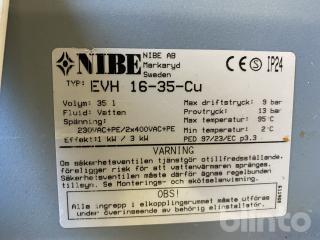 NIBE
NIBE AB
Markaryd
Sweden
CE S IP24
TYP: EVH 16-35-Cu
Volym: 35 l
Max driftstryck: 9 bar
Fluid: Vatten
Provtryck: 13 bar
Spänning:
Max temperatur: 95°C
230VAC+PE/2x400VAC+PE
Min temperatur: 2°C
Effekt: 1 kW / 3 kW
PED 97/23/EC p3.3
VARNING
Om säkerhetsventilen tjänstgör otillfredsställande,
föreligger risk för att vattenvärmaren sprängs.
Säkerhetsventilen måste därför ägnas regelbunden
tillsyn. Se Monterings- och skötselanvisning.
OBS!
Alla ingrepp i elkopplingsrummet måste utföras
under överinseende av behörig elinstallatör.
blinto